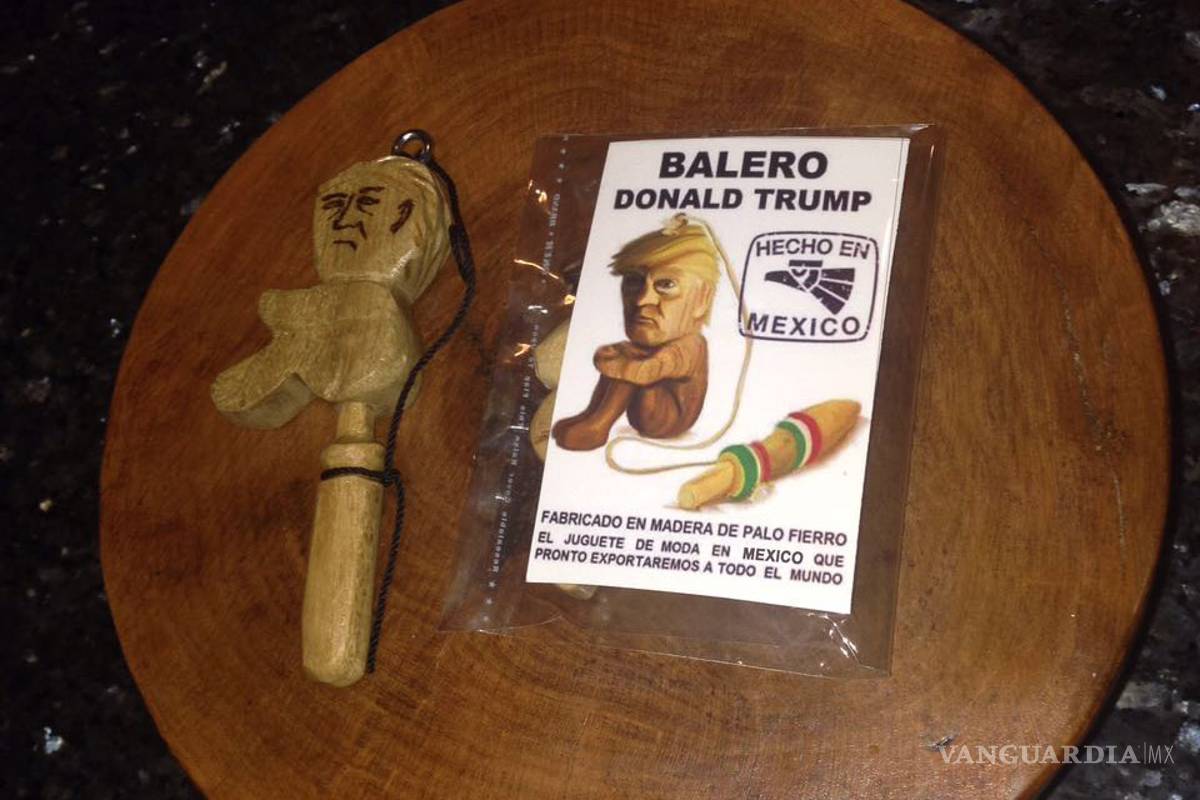 BALERO
DONALD TRUMP
HECHO EN
MEXICO
FABRICADO EN MADERA DE PALO FIERRO
EL JUGUETE DE MODA EN MEXICO QUE
PRONTO EXPORTAREMOS A TODO EL MUNDO
VANGUARDIA|MX